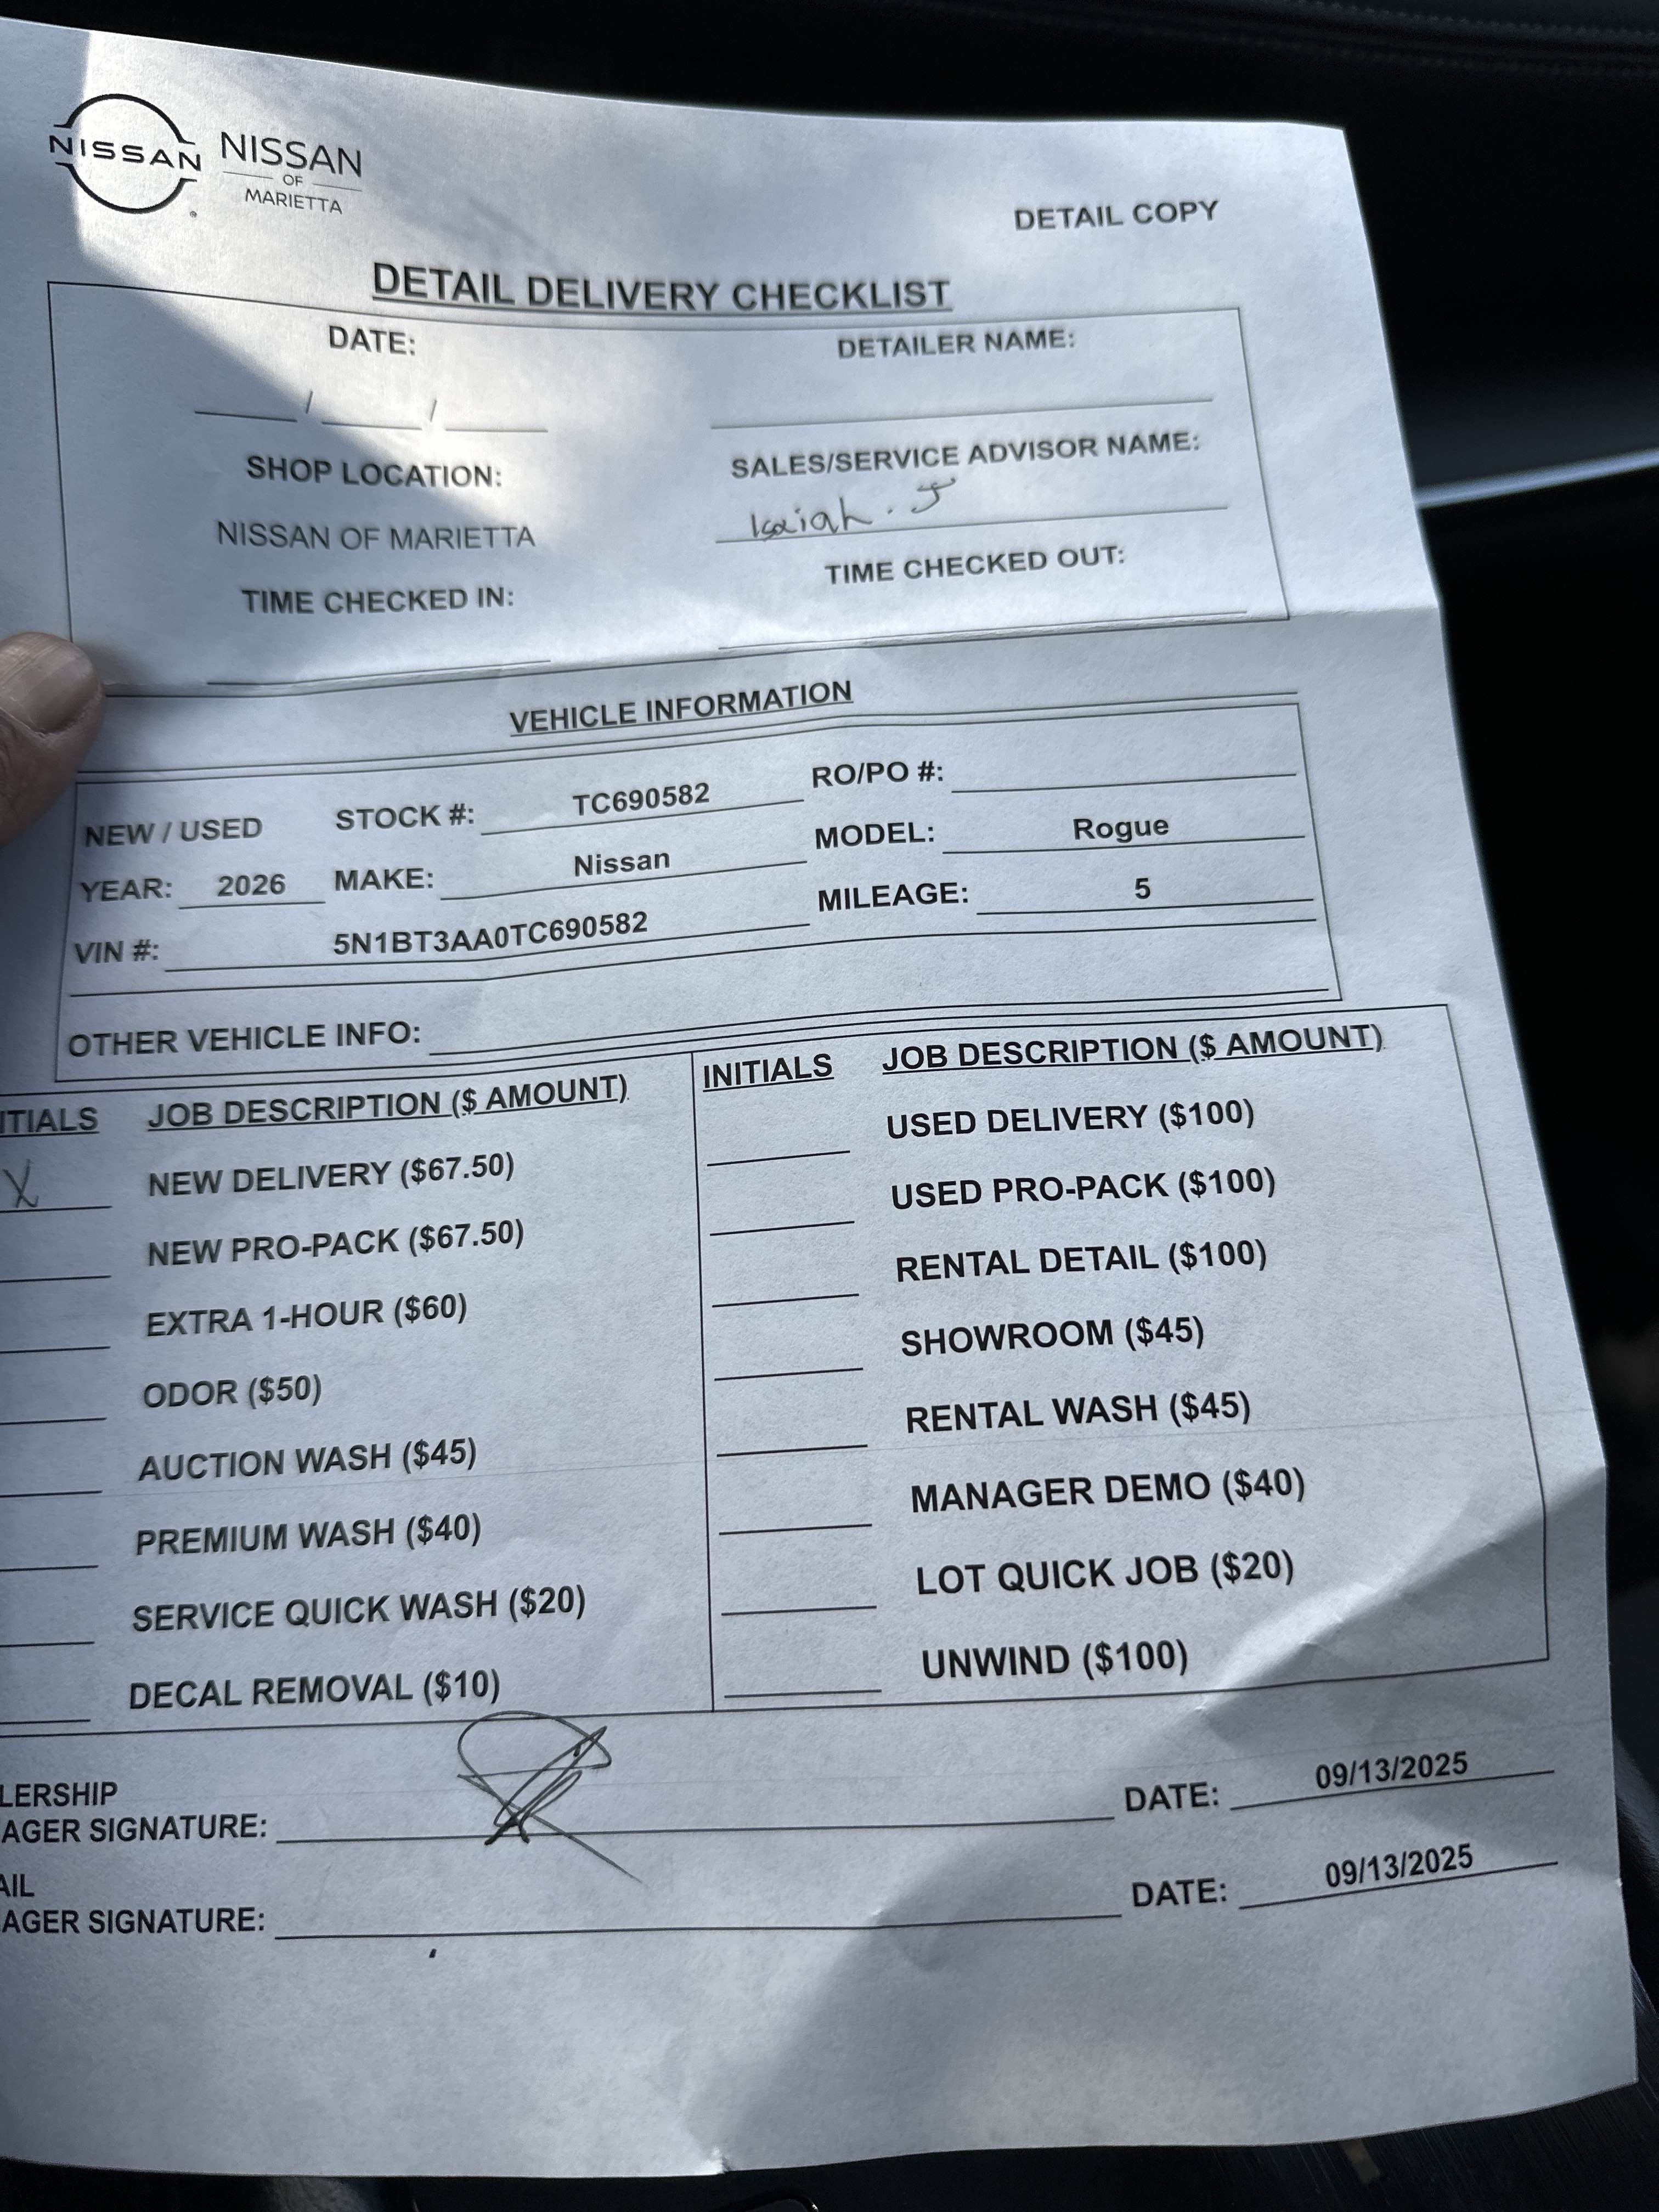 NISSAN NISSAN
OF
MARIETTA
DETAIL COPY
DETAIL DELIVERY CHECKLIST
DATE: DETAILER NAME:
/ /
SHOP LOCATION: SALES/SERVICE ADVISOR NAME:
NISSAN OF MARIETTA Isaiah. J
TIME CHECKED IN: TIME CHECKED OUT:
VEHICLE INFORMATION
NEW / USED STOCK #: TC690582 RO/PO #:
YEAR: 2026 MAKE: Nissan MODEL: Rogue
VIN #: 5N1BT3AA0TC690582 MILEAGE: 5
OTHER VEHICLE INFO:
ITIALS JOB DESCRIPTION ($ AMOUNT) INITIALS JOB DESCRIPTION ($ AMOUNT)
X NEW DELIVERY ($67.50) USED DELIVERY ($100)
NEW PRO-PACK ($67.50) USED PRO-PACK ($100)
EXTRA 1-HOUR ($60) RENTAL DETAIL ($100)
ODOR ($50) SHOWROOM ($45)
AUCTION WASH ($45) RENTAL WASH ($45)
PREMIUM WASH ($40) MANAGER DEMO ($40)
SERVICE QUICK WASH ($20) LOT QUICK JOB ($20)
DECAL REMOVAL ($10) UNWIND ($100)
LERSHIP
AGER SIGNATURE: DATE: 09/13/2025
AIL
AGER SIGNATURE: DATE: 09/13/2025